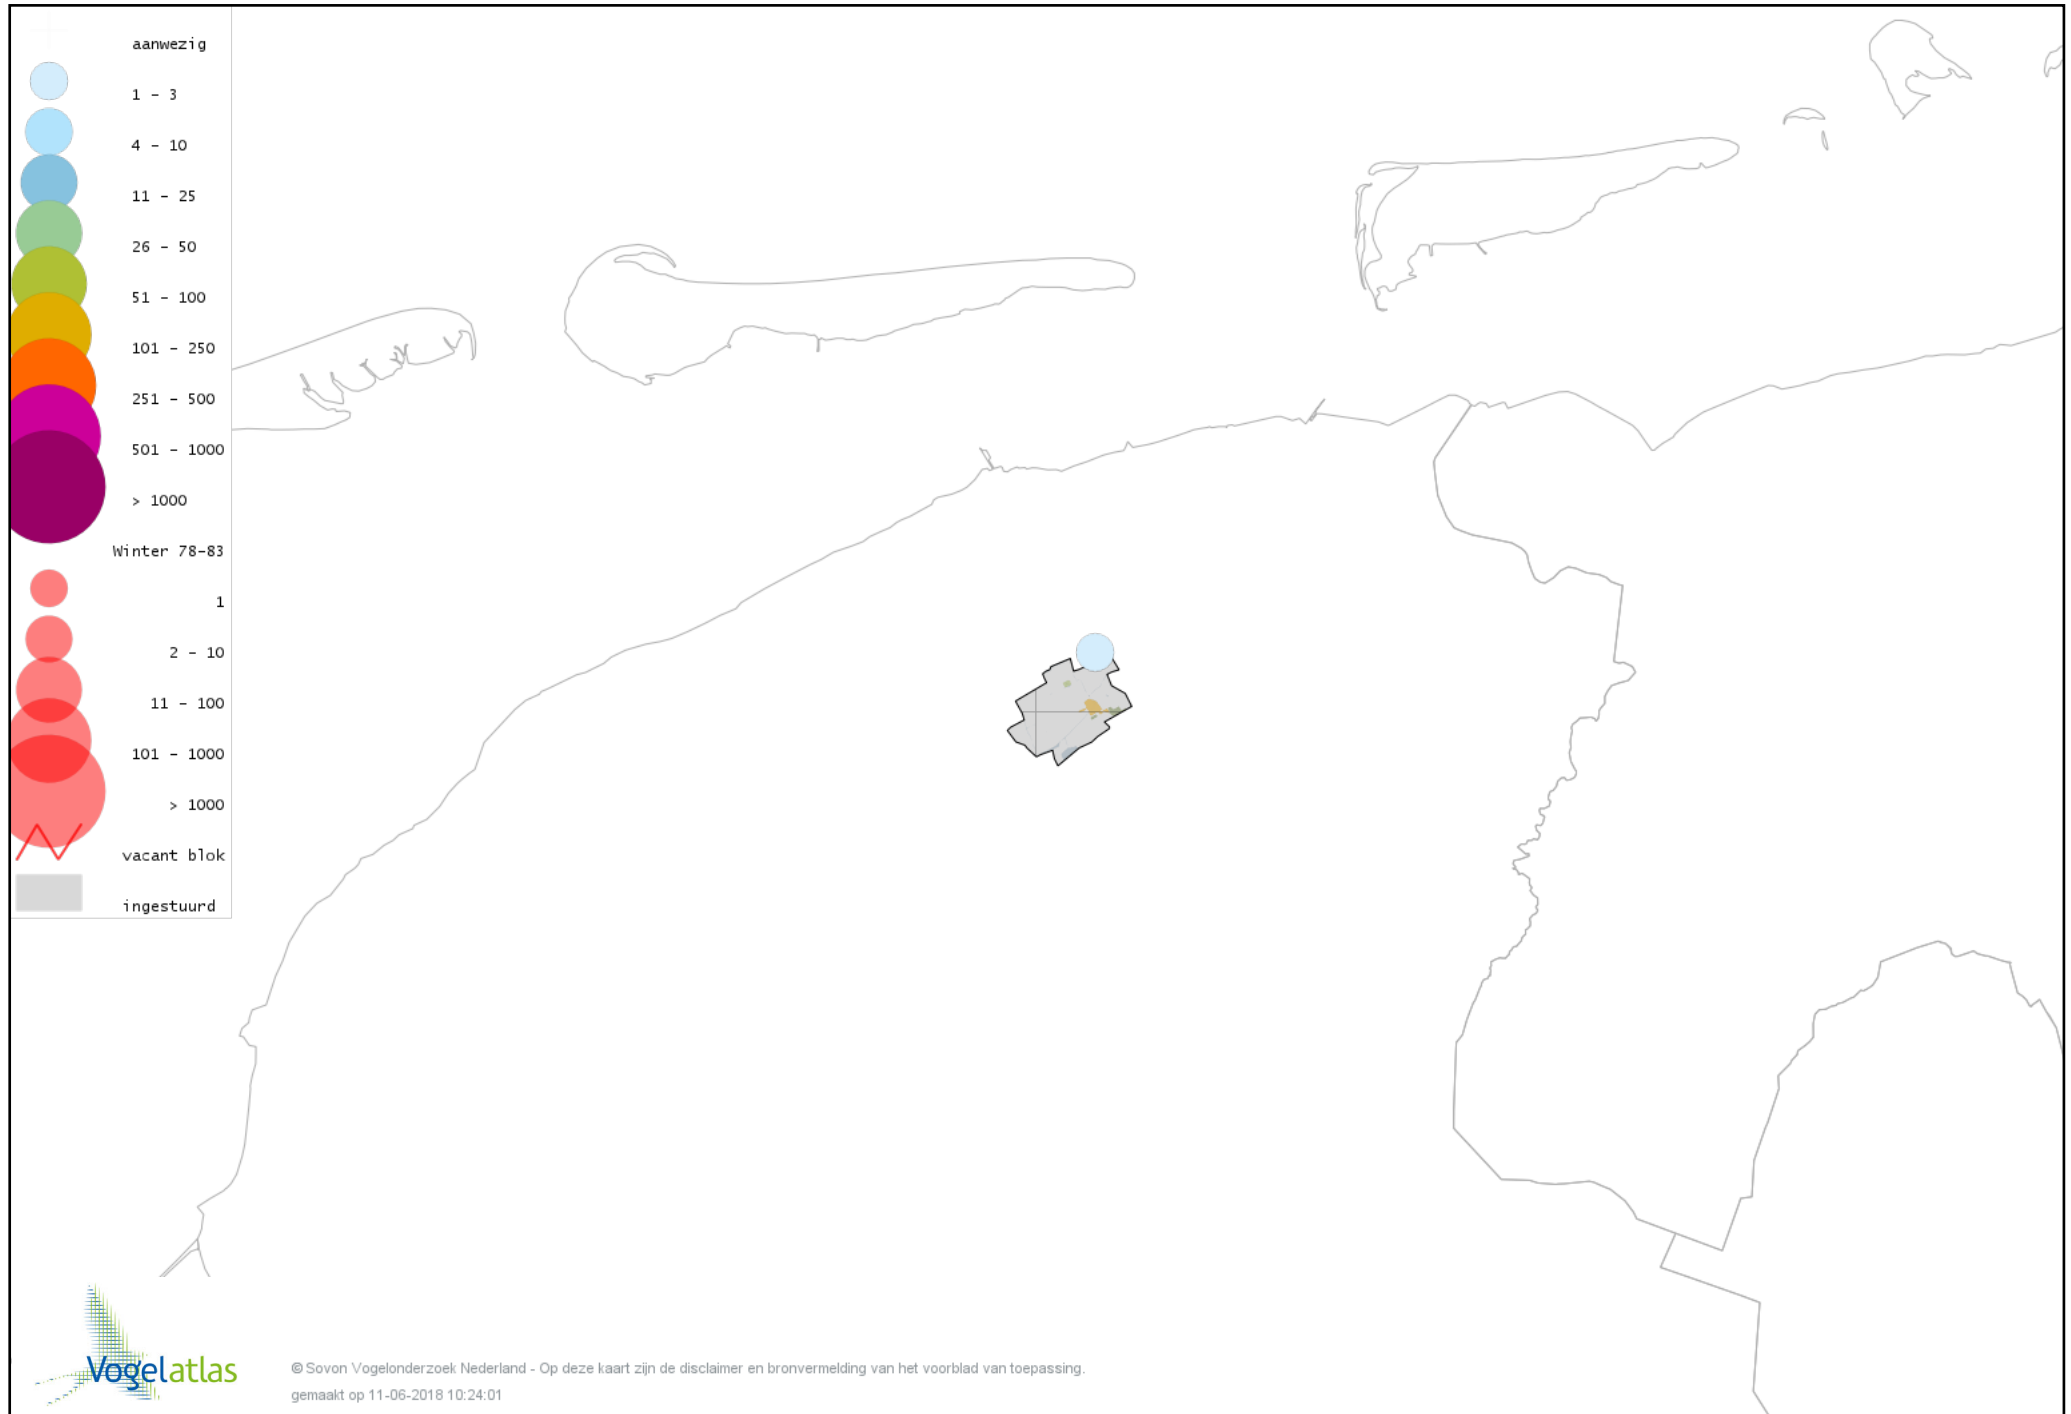 aanwezig
1 - 3
4 - 10
11 - 25
26 - 50
51 - 100
101 - 250
251 - 500
501 - 1000
> 1000
Winter 78-83
1
2 - 10
11 - 100
101 - 1000
> 1000
vacant blok
ingestuurd
Vogelatlas
© Sovon Vogelonderzoek Nederland - Op deze kaart zijn de disclaimer en bronvermelding van het voorblad van toepassing.
gemaakt op 11-06-2018 10:24:01